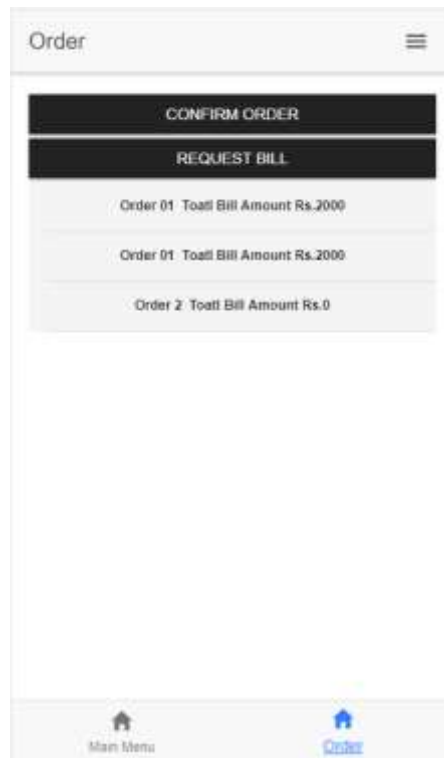 Order
CONFIRM ORDER
REQUEST BILL
Order 01 Toatl Bill Amount Rs.2000
Order 01 Toatl Bill Amount Rs.2000
Order 2 Toatl Bill Amount Rs.0
Main Menu
Order